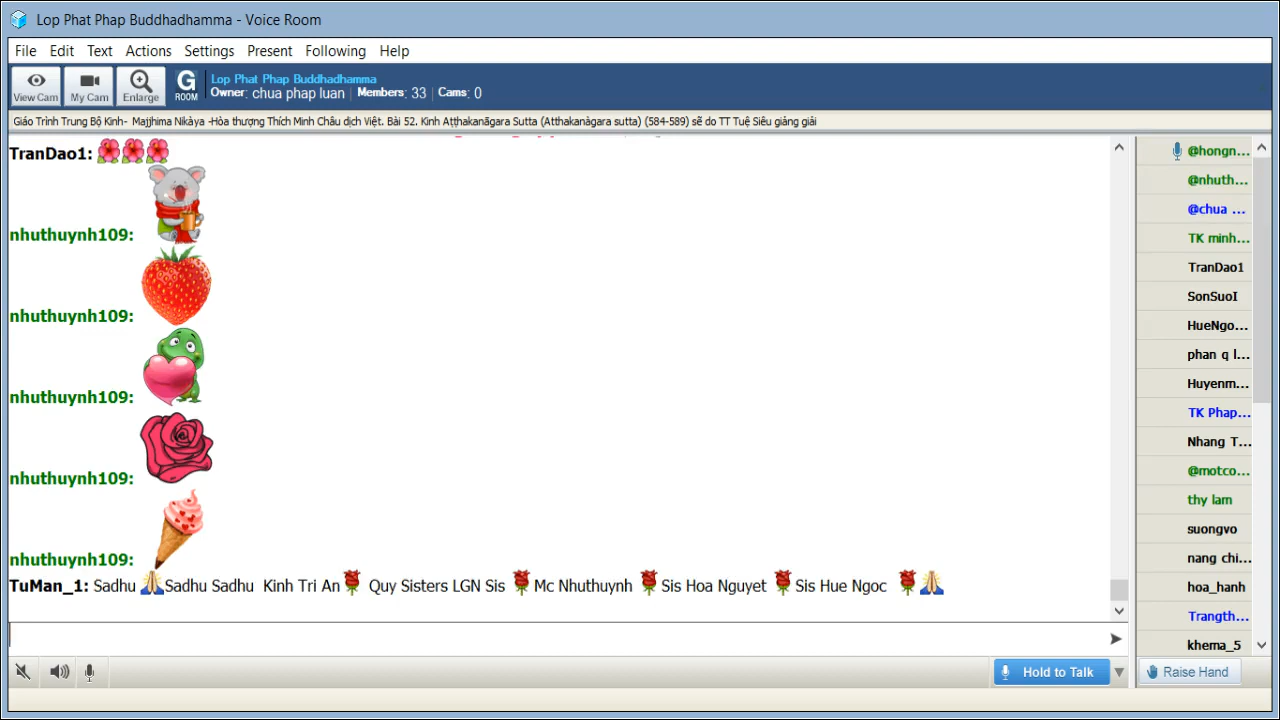 Lop Phat Phap Buddhadhamma - Voice Room
File Edit Text Actions Settings Present Following Help
View Cam My Cam Enlarge G ROOM
Lop Phat Phap Buddhadhamma
Owner: chua phap luan | Members: 33 | Cams: 0
Giáo Trình Trung Bộ Kinh- Majjhima Nikàya -Hòa thượng Thích Minh Châu dịch Việt. Bài 52. Kinh Aṭṭhakanāgara Sutta (Atthakanàgara sutta) (584-589) sẽ do TT Tuệ Siêu giảng giải
TranDao1:
nhuthuynh109:
nhuthuynh109:
nhuthuynh109:
nhuthuynh109:
nhuthuynh109:
TuMan_1: Sadhu Sadhu Sadhu Kinh Tri An Quy Sisters LGN Sis Mc Nhuthuynh Sis Hoa Nguyet Sis Hue Ngoc
@hongn...
@nhuth...
@chua ...
TK minh...
TranDao1
SonSuoI
HueNgo...
phan q l...
Huyenm...
TK Phap...
Nhang T...
@motco...
thy lam
suongvo
nang chi...
hoa_hanh
Trangth...
khema_5
Hold to Talk
Raise Hand